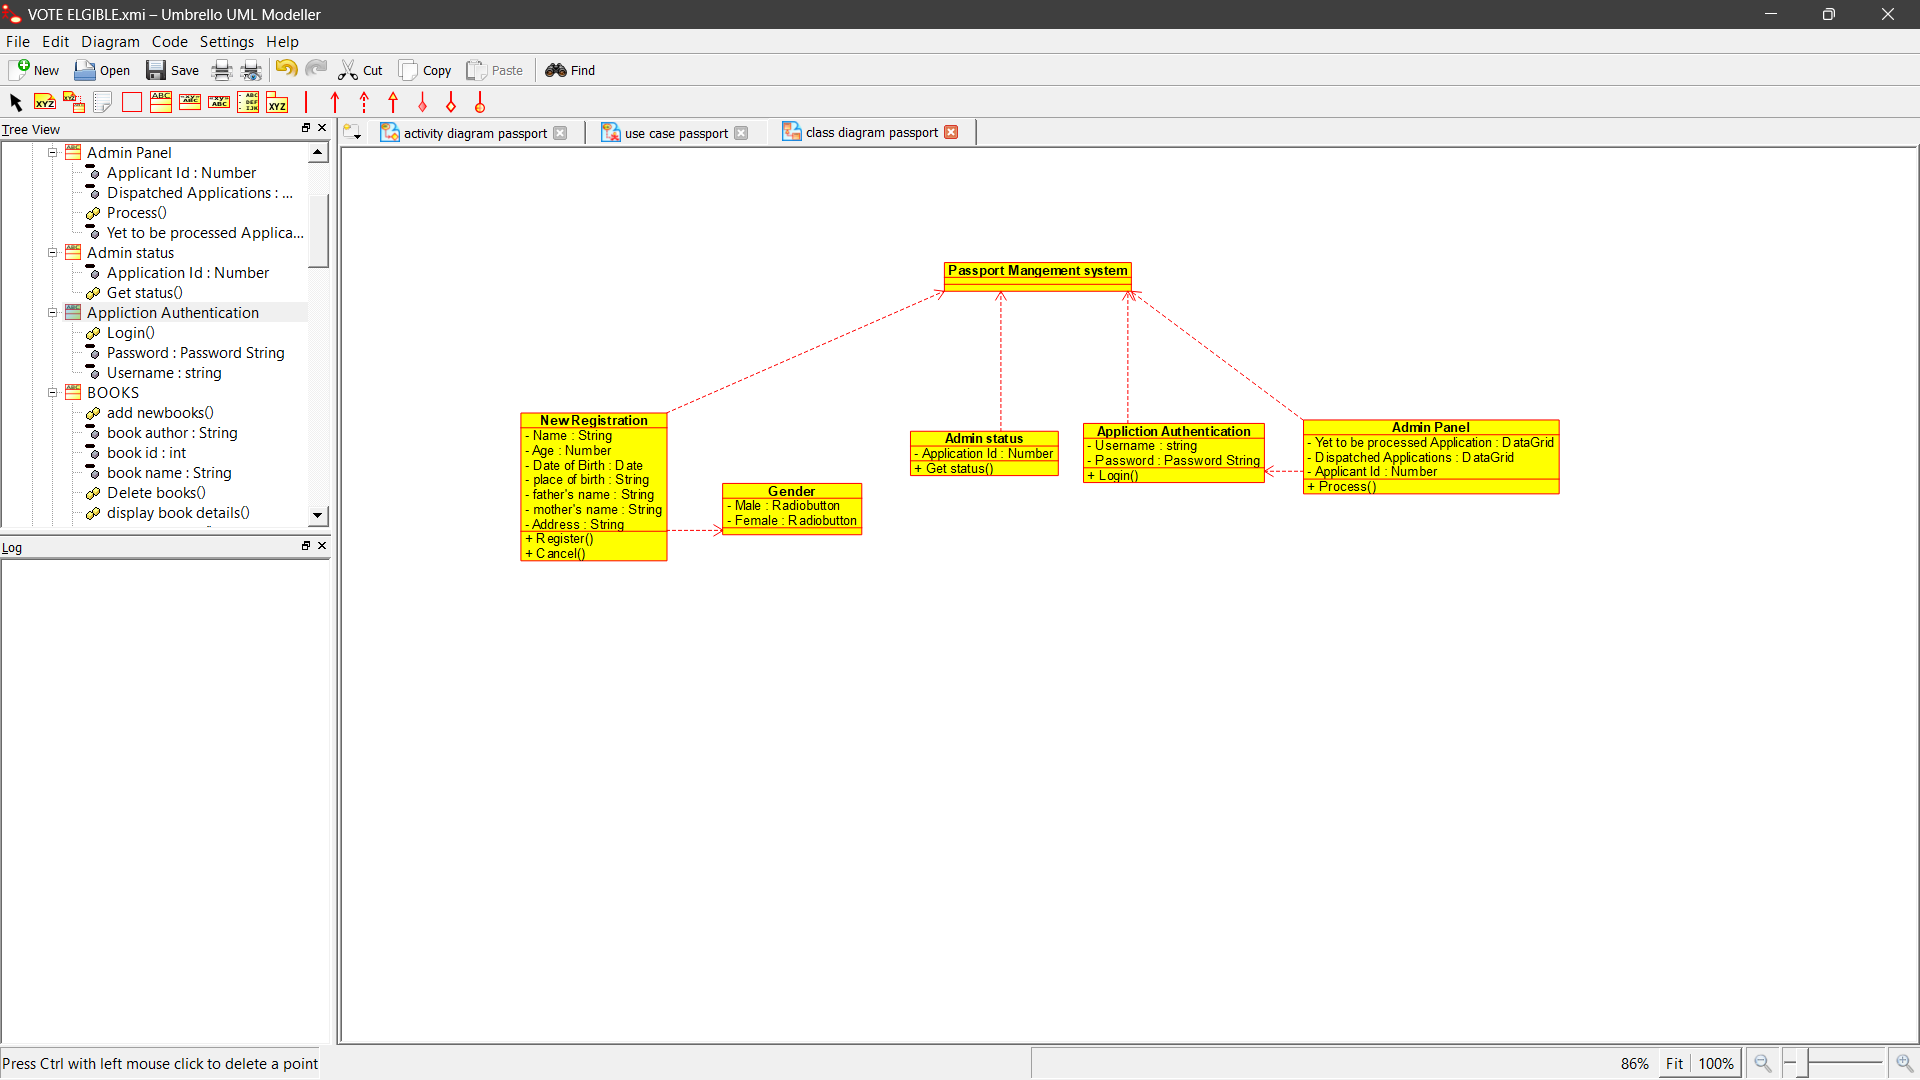 VOTE ELGIBLE.xmi – Umbrello UML Modeller
File Edit Diagram Code Settings Help
New Open Save Cut Copy Paste Find
Tree View
activity diagram passport
use case passport
class diagram passport
Admin Panel
Applicant Id : Number
Dispatched Applications : ...
Process()
Yet to be processed Applica...
Admin status
Application Id : Number
Get status()
Appliction Authentication
Login()
Password : Password String
Username : string
BOOKS
add newbooks()
book author : String
book id : int
book name : String
Delete books()
display book details()
Log
Passport Mangement system
New Registration
- Name : String
- Age : Number
- Date of Birth : Date
- place of birth : String
- father's name : String
- mother's name : String
- Address : String
+ Register()
+ Cancel()
Gender
- Male : Radiobutton
- Female : Radiobutton
Admin status
- Application Id : Number
+ Get status()
Appliction Authentication
- Username : string
- Password : Password String
+ Login()
Admin Panel
- Yet to be processed Application : DataGrid
- Dispatched Applications : DataGrid
- Applicant Id : Number
+ Process()
Press Ctrl with left mouse click to delete a point
86% Fit 100%